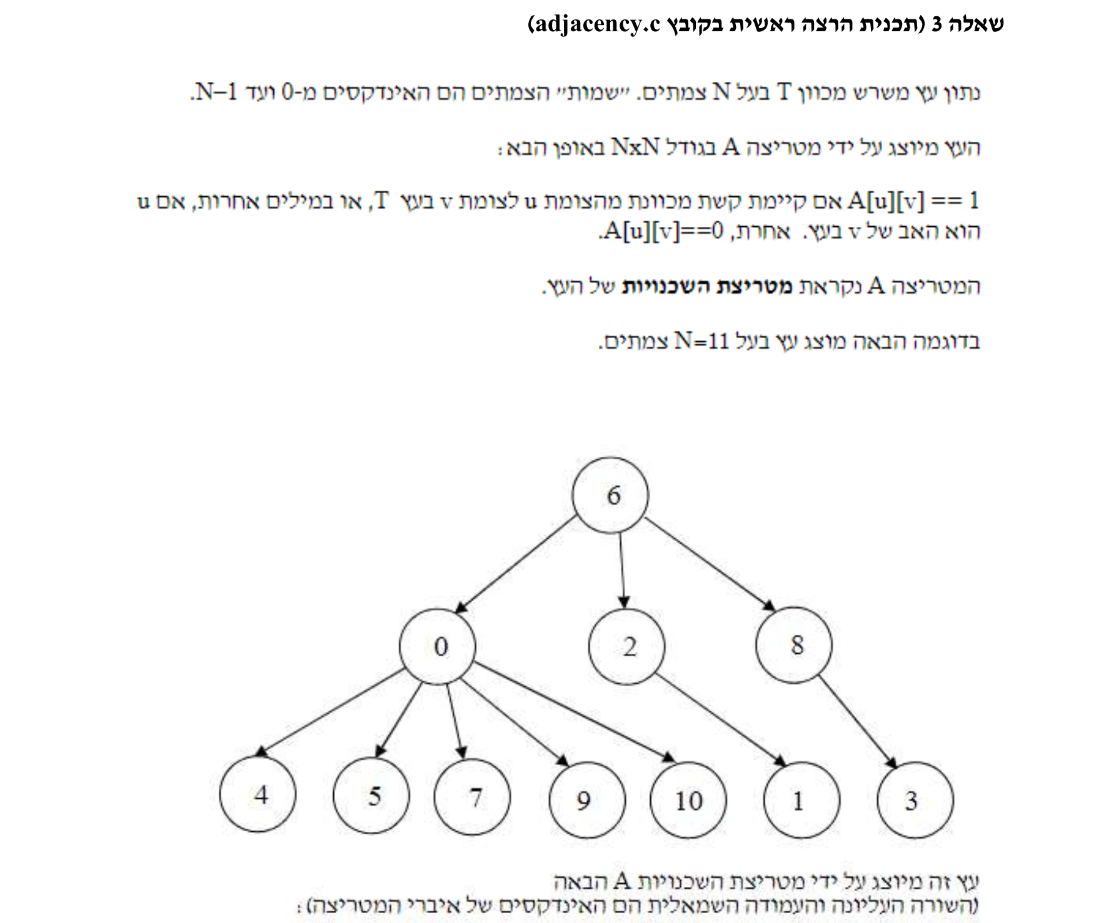 שאלה 3 (תכנית הרצה ראשית בקובץ adjacency.c)
נתון עץ משרש מכוון T בעל N צמתים. "שמות" הצמתים הם האינדקסים מ-0 ועד N–1.
העץ מיוצג על ידי מטריצה A בגודל NxN באופן הבא:
A[u][v] == 1 אם קיימת קשת מכוונת מהצומת u לצומת v בעץ T, או במילים אחרות, אם u
הוא האב של v בעץ. אחרת, A[u][v]==0.
המטריצה A נקראת מטריצת השכנויות של העץ.
בדוגמה הבאה מוצג עץ בעל N=11 צמתים.
6
0 2 8
4 5 7 9 10 1 3
עץ זה מיוצג על ידי מטריצת השכנויות A הבאה
(השורה העליונה והעמודה השמאלית הם האינדקסים של איברי המטריצה):